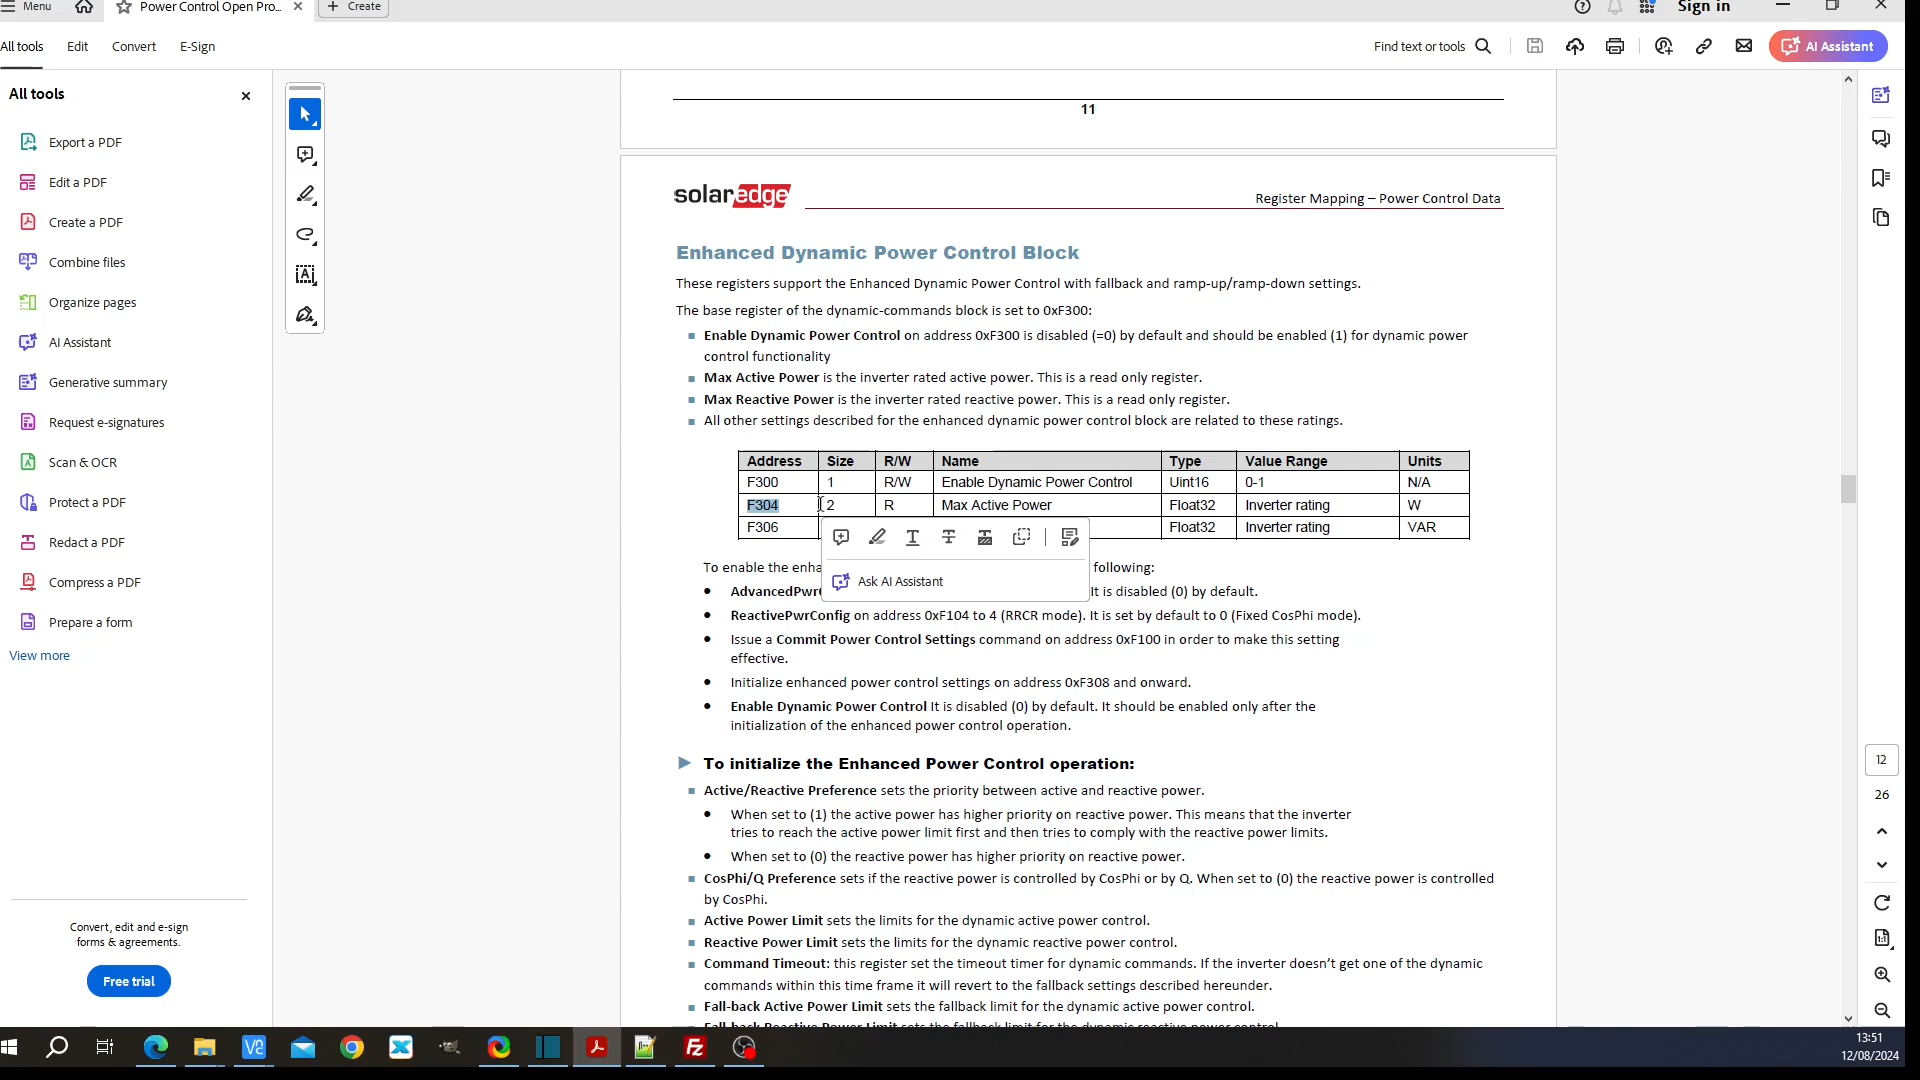 Menu
Power Control Open Pro...
Create
Sign in
All tools
Edit
Convert
E-Sign
Find text or tools
AI Assistant
All tools
Export a PDF
Edit a PDF
Create a PDF
Combine files
Organize pages
AI Assistant
Generative summary
Request e-signatures
Scan & OCR
Protect a PDF
Redact a PDF
Compress a PDF
Prepare a form
View more
Convert, edit and e-sign
forms & agreements.
Free trial
11
solaredge
Register Mapping – Power Control Data
Enhanced Dynamic Power Control Block
These registers support the Enhanced Dynamic Power Control with fallback and ramp-up/ramp-down settings.
The base register of the dynamic-commands block is set to 0xF300:
Enable Dynamic Power Control on address 0xF300 is disabled (=0) by default and should be enabled (1) for dynamic power
control functionality
Max Active Power is the inverter rated active power. This is a read only register.
Max Reactive Power is the inverter rated reactive power. This is a read only register.
All other settings described for the enhanced dynamic power control block are related to these ratings.
Address Size R/W Name Type Value Range Units
F300 1 R/W Enable Dynamic Power Control Uint16 0-1 N/A
F304 2 R Max Active Power Float32 Inverter rating W
F306 Float32 Inverter rating VAR
Ask AI Assistant
To enable the enha following:
AdvancedPwr It is disabled (0) by default.
ReactivePwrConfig on address 0xF104 to 4 (RRCR mode). It is set by default to 0 (Fixed CosPhi mode).
Issue a Commit Power Control Settings command on address 0xF100 in order to make this setting
effective.
Initialize enhanced power control settings on address 0xF308 and onward.
Enable Dynamic Power Control It is disabled (0) by default. It should be enabled only after the
initialization of the enhanced power control operation.
To initialize the Enhanced Power Control operation:
Active/Reactive Preference sets the priority between active and reactive power.
When set to (1) the active power has higher priority on reactive power. This means that the inverter
tries to reach the active power limit first and then tries to comply with the reactive power limits.
When set to (0) the reactive power has higher priority on reactive power.
CosPhi/Q Preference sets if the reactive power is controlled by CosPhi or by Q. When set to (0) the reactive power is controlled
by CosPhi.
Active Power Limit sets the limits for the dynamic active power control.
Reactive Power Limit sets the limits for the dynamic reactive power control.
Command Timeout: this register set the timeout timer for dynamic commands. If the inverter doesn't get one of the dynamic
commands within this time frame it will revert to the fallback settings described hereunder.
Fall-back Active Power Limit sets the fallback limit for the dynamic active power control.
Fall-back Reactive Power Limit sets the fallback limit for the dynamic reactive power control.
12
26
13:51
12/08/2024